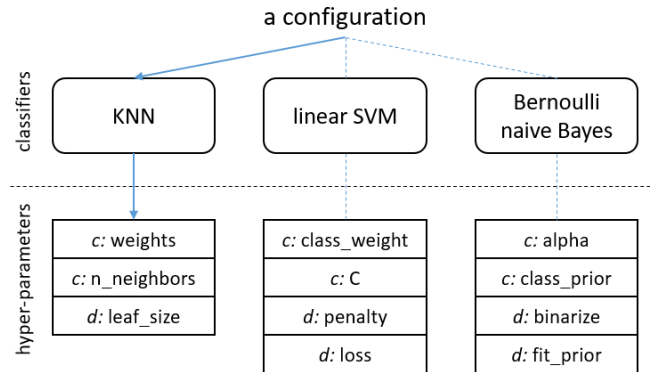 a configuration
classifiers
KNN
linear SVM
Bernoulli
naive Bayes
hyper-parameters
c: weights
c: n_neighbors
d: leaf_size
c: class_weight
c: C
d: penalty
d: loss
c: alpha
c: class_prior
d: binarize
d: fit_prior